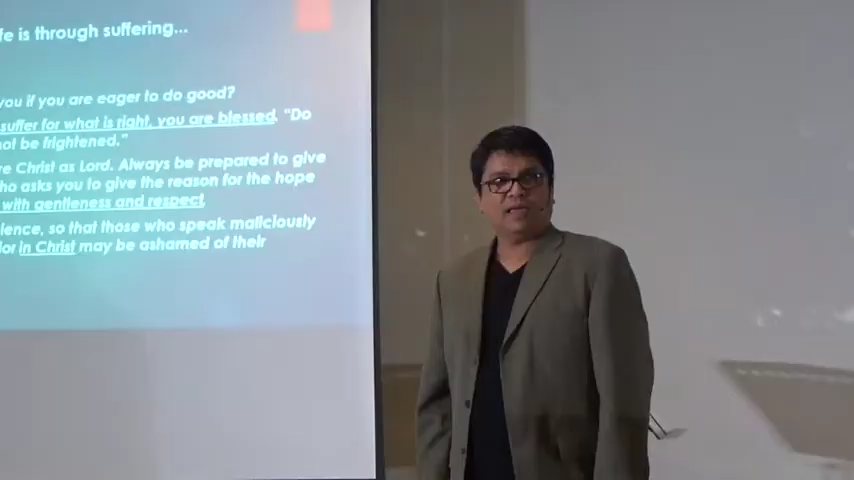 fe is through suffering...
you if you are eager to do good?
suffer for what is right, you are blessed. "Do
not be frightened."
re Christ as Lord. Always be prepared to give
ho asks you to give the reason for the hope
with gentleness and respect,
lence, so that those who speak maliciously
ior in Christ may be ashamed of their